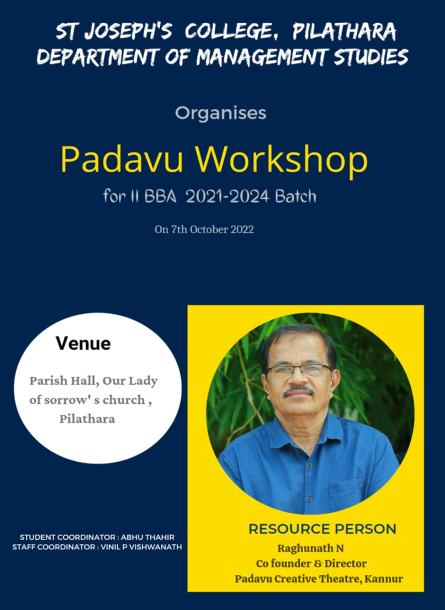 ST JOSEPH'S COLLEGE, PILATHARA
DEPARTMENT OF MANAGEMENT STUDIES
Organises
Padavu Workshop
for II BBA 2021-2024 Batch
On 7th October 2022
Venue
Parish Hall, Our Lady
of sorrow' s church ,
Pilathara
STUDENT COORDINATOR : ABHU THAHIR
STAFF COORDINATOR : VINIL P VISHWANATH
RESOURCE PERSON
Raghunath N
Co founder & Director
Padavu Creative Theatre, Kannur